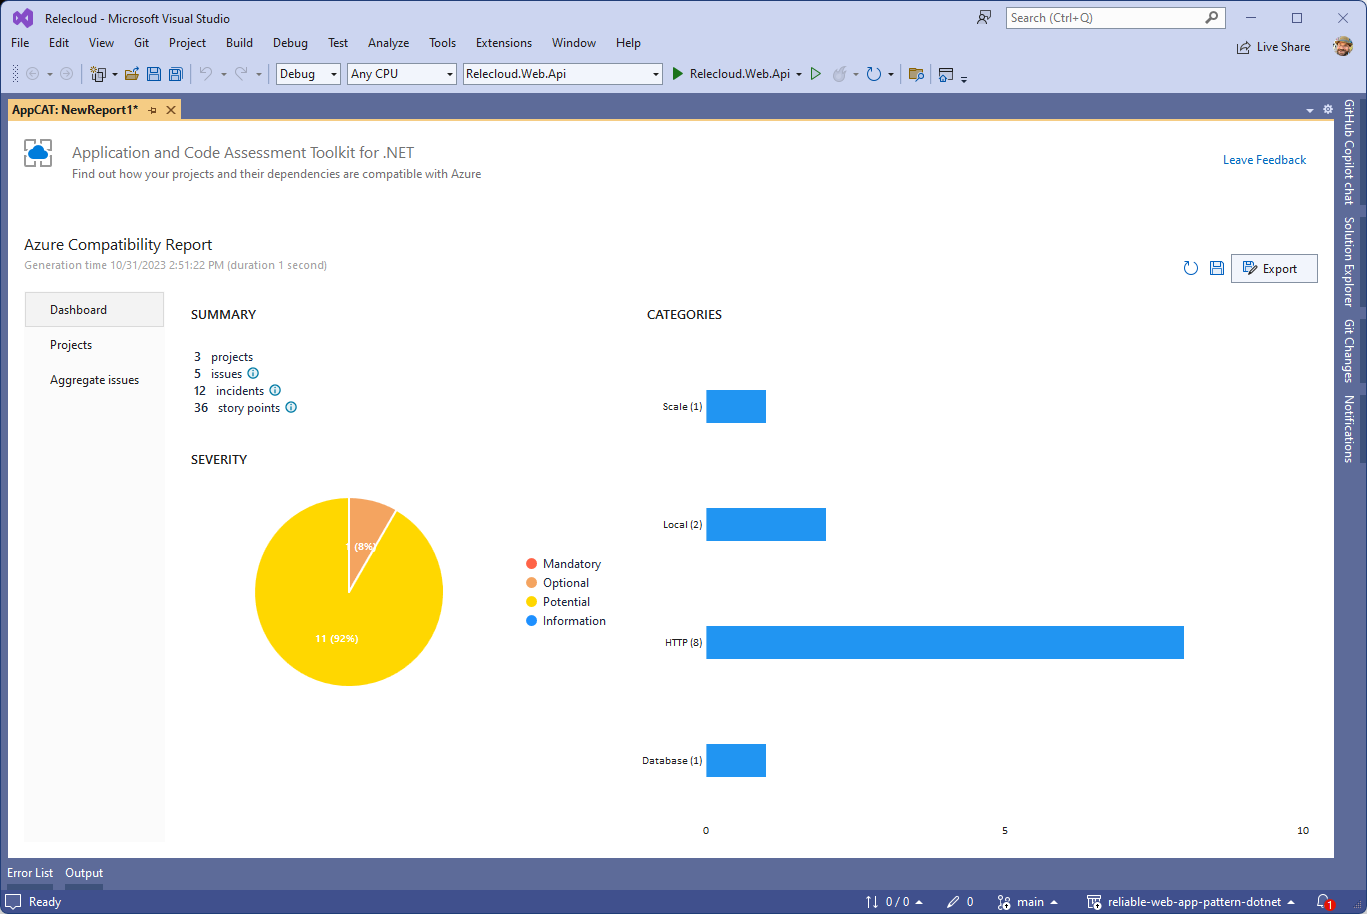 Relecloud - Microsoft Visual Studio
Search (Ctrl+Q)
File Edit View Git Project Build Debug Test Analyze Tools Extensions Window Help
Live Share
Debug Any CPU Relecloud.Web.Api Relecloud.Web.Api
AppCAT: NewReport1*
Application and Code Assessment Toolkit for .NET
Find out how your projects and their dependencies are compatible with Azure
Leave Feedback
Azure Compatibility Report
Generation time 10/31/2023 2:51:22 PM (duration 1 second)
Export
Dashboard
Projects
Aggregate issues
SUMMARY
3 projects
5 issues
12 incidents
36 story points
SEVERITY
1 (8%)
11 (92%)
Mandatory
Optional
Potential
Information
CATEGORIES
Scale (1)
Local (2)
HTTP (8)
Database (1)
0 5 10
GitHub Copilot chat
Solution Explorer
Git Changes
Notifications
Error List Output
Ready
0 / 0
0
main
reliable-web-app-pattern-dotnet
1